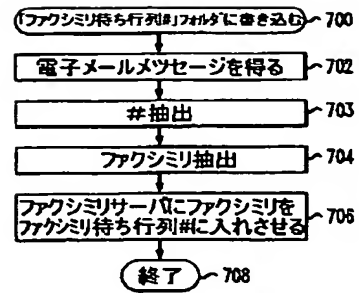 「ファクシミリ待ち行列#」フォルダに書き込む ~700
電子メールメツセージを得る ~702
#抽出 ~703
ファクシミリ抽出 ~704
ファクシミリサーバにファクシミリを
ファクシミリ待ち行列#に入れさせる ~706
終了 ~708